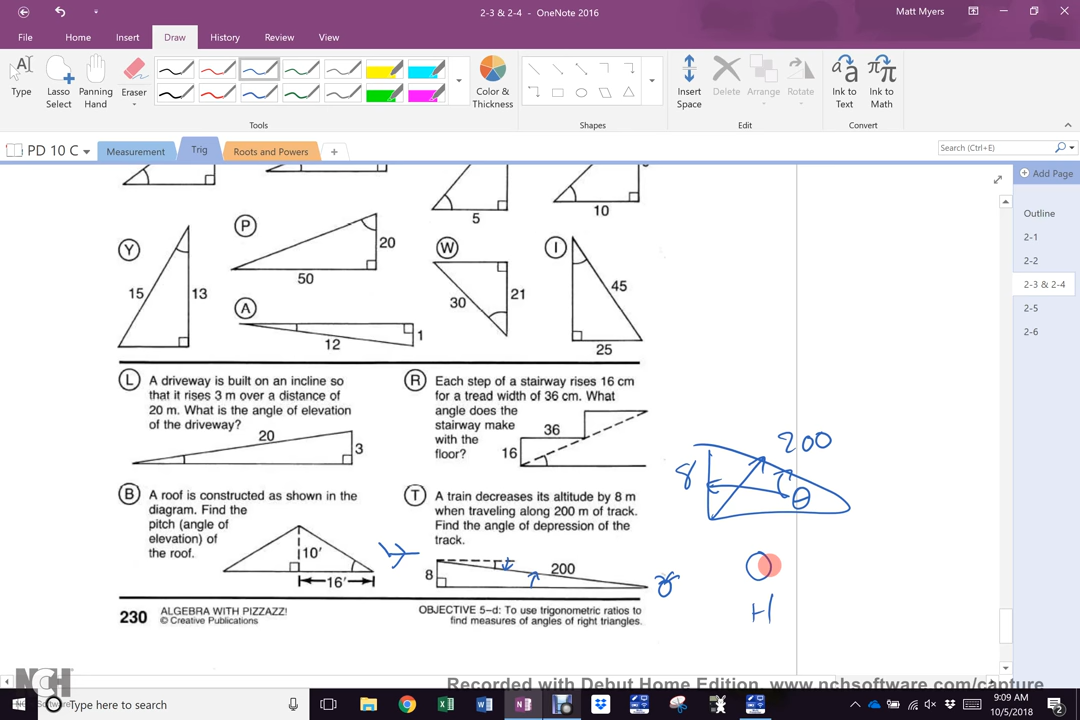 2-3 & 2-4 - OneNote 2016
Matt Myers
File Home Insert Draw History Review View
Type
Lasso Select
Panning Hand
Eraser
Color & Thickness
Insert Space
Delete
Arrange
Rotate
Ink to Text
Ink to Math
Tools
Shapes
Edit
Convert
PD 10 C
Measurement
Trig
Roots and Powers
Search (Ctrl+E)
Add Page
Outline
2-1
2-2
2-3 & 2-4
2-5
2-6
5
10
Y
15
13
P
20
50
W
30
21
I
45
25
A
12
1
L A driveway is built on an incline so
that it rises 3 m over a distance of
20 m. What is the angle of elevation
of the driveway?
20
3
R Each step of a stairway rises 16 cm
for a tread width of 36 cm. What
angle does the
stairway make
with the
floor?
36
16
B A roof is constructed as shown in the
diagram. Find the
pitch (angle of
elevation) of
the roof.
10'
16'
T A train decreases its altitude by 8 m
when traveling along 200 m of track.
Find the angle of depression of the
track.
8
200
200
8
θ
O
H
230
ALGEBRA WITH PIZZAZZ!
© Creative Publications
OBJECTIVE 5-d: To use trigonometric ratios to
find measures of angles of right triangles.
NCH
Software
Recorded with Debut Home Edition. www.nchsoftware.com/capture
Type here to search
9:09 AM
10/5/2018
2